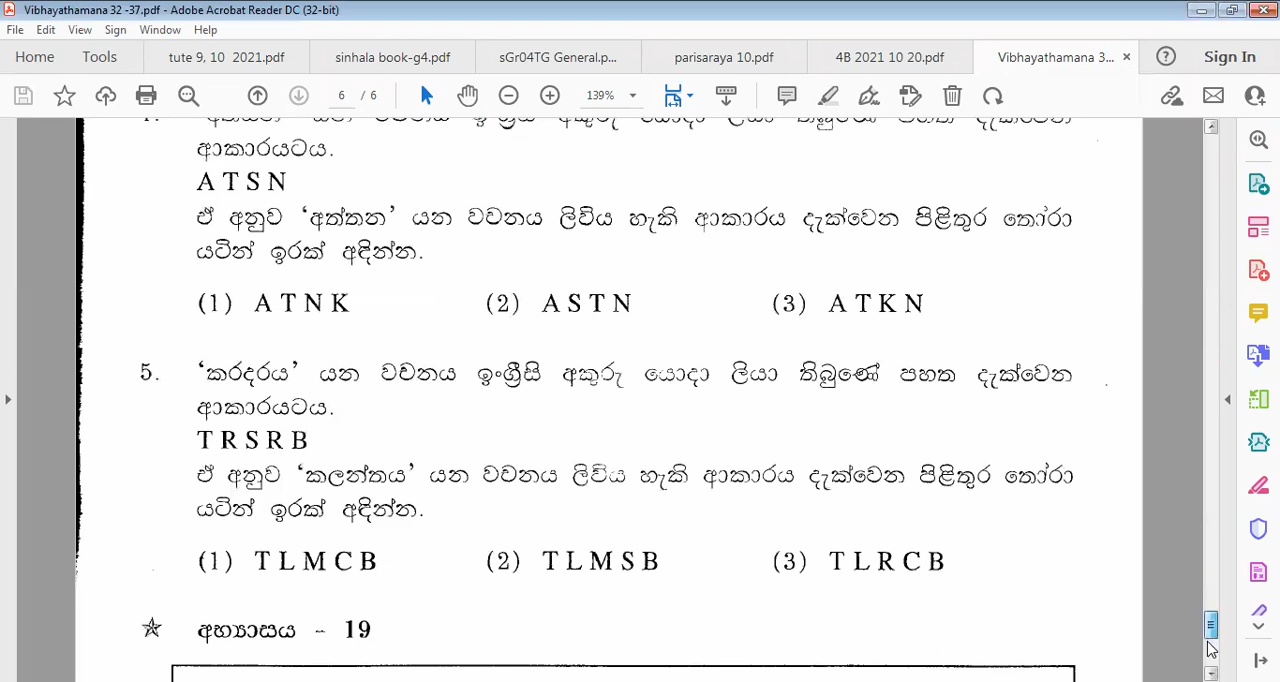 Vibhayathamana 32 -37.pdf - Adobe Acrobat Reader DC (32-bit)
File Edit View Sign Window Help
Home Tools tute 9, 10 2021.pdf sinhala book-g4.pdf sGr04TG General.p... parisaraya 10.pdf 4B 2021 10 20.pdf Vibhayathamana 3... × Sign In
6 / 6 139%
ඉංග්‍රීසි අකුරු යොදා ලියා තිබුණේ පහත දැක්වෙන
ආකාරයටය.
A T S N
ඒ අනුව ‘අත්තන’ යන වචනය ලිවිය හැකි ආකාරය දැක්වෙන පිළිතුර තෝරා
යටින් ඉරක් අඳින්න.
(1) A T N K (2) A S T N (3) A T K N
5. ‘කරදරය’ යන වචනය ඉංග්‍රීසි අකුරු යොදා ලියා තිබුණේ පහත දැක්වෙන
ආකාරයටය.
T R S R B
ඒ අනුව ‘කලන්තය’ යන වචනය ලිවිය හැකි ආකාරය දැක්වෙන පිළිතුර තෝරා
යටින් ඉරක් අඳින්න.
(1) T L M C B (2) T L M S B (3) T L R C B
අභ්‍යාසය - 19